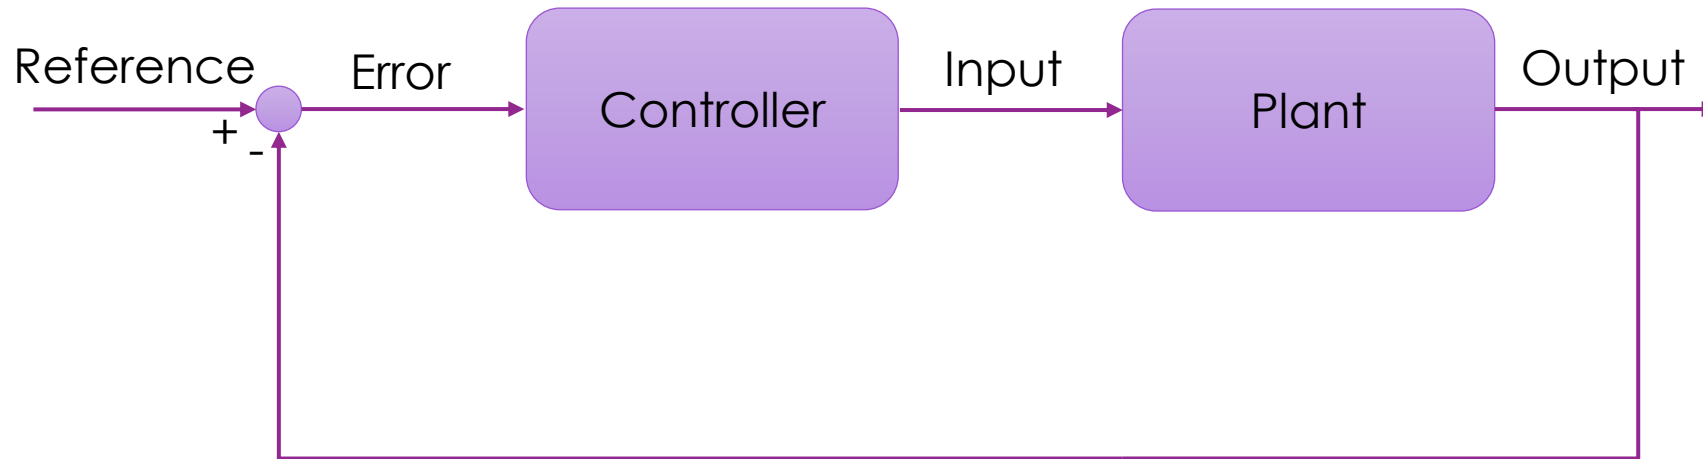 Reference
+
-
Error
Controller
Input
Plant
Output